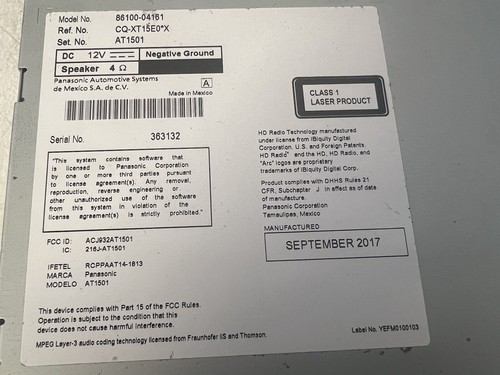 Model No. 86100-04161
Ref. No. CQ-XT15E0*X
Set. No. AT1501
DC 12V Negative Ground
Speaker 4 Ω
Panasonic Automotive Systems
de Mexico S.A. de C.V.
A
Made in Mexico
Serial No. 363132
"This system contains software that
is licensed to Panasonic Corporation
by one or more third parties pursuant
to license agreement(s). Any removal,
reproduction, reverse engineering or
other unauthorized use of the software
from this system in violation of the
license agreement(s) is strictly prohibited."
FCC ID: ACJ932AT1501
IC: 216J-AT1501
IFETEL RCPPAAT14-1813
MARCA Panasonic
MODELO AT1501
This device complies with Part 15 of the FCC Rules.
Operation is subject to the condition that this
device does not cause harmful interference.
MPEG Layer-3 audio coding technology licensed from Fraunhofer IIS and Thomson.
CLASS 1
LASER PRODUCT
HD Radio Technology manufactured
under license from iBiquity Digital
Corporation. U.S. and Foreign Patents.
HD Radio™ and the HD, HD Radio, and
"Arc" logos are proprietary
trademarks of iBiquity Digital Corp.
Product complies with DHHS Rules 21
CFR, Subchapter J in effect as of date
of manufacture.
Panasonic Corporation
Tamaulipas, Mexico
MANUFACTURED
SEPTEMBER 2017
Label No. YEFM0100103